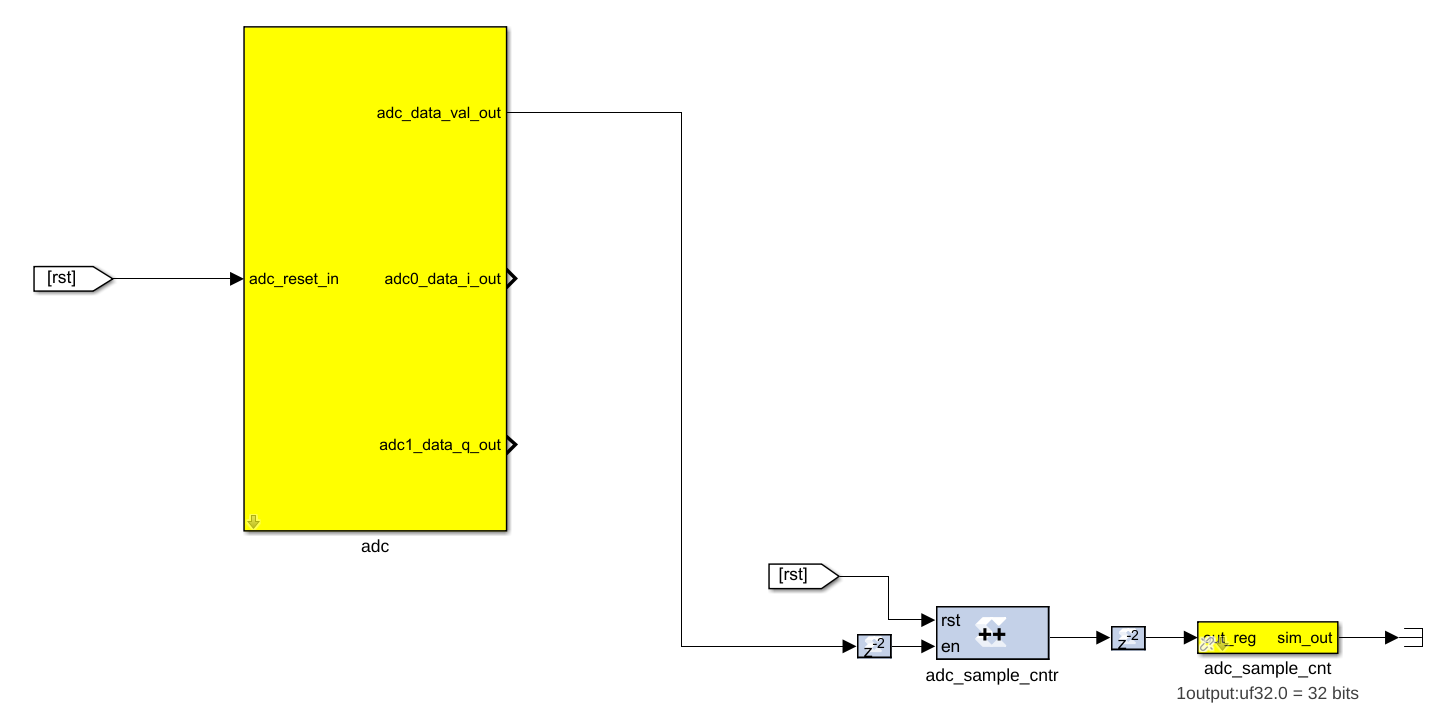 adc_data_val_out
[rst]
adc_reset_in
adc0_data_i_out
adc1_data_q_out
adc
[rst]
rst
++
en
adc_sample_cntr
z-2
z-2
out_reg
sim_out
adc_sample_cnt
1output:uf32.0 = 32 bits